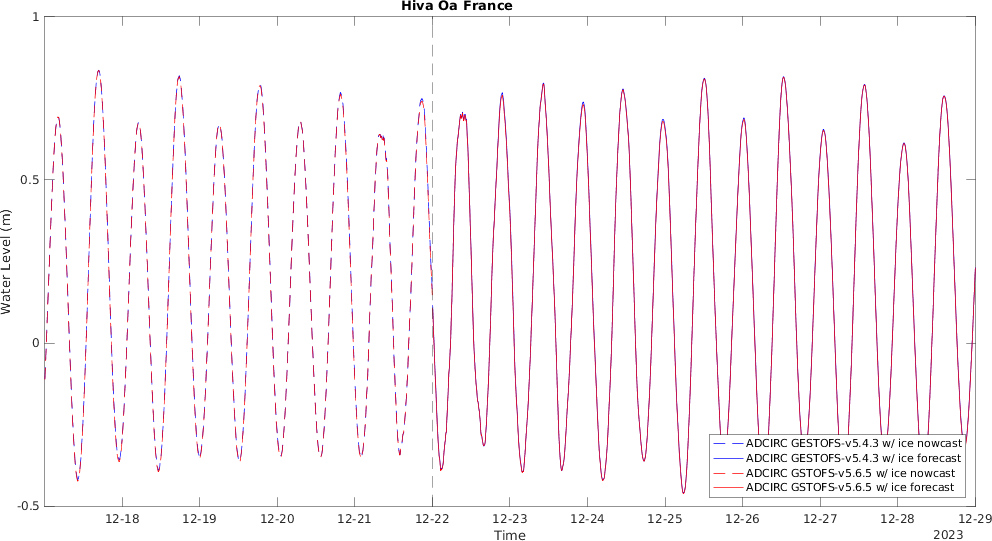 Hiva Oa France
1
0.5
0
-0.5
Water Level (m)
ADCIRC GESTOFS-v5.4.3 w/ ice nowcast
ADCIRC GESTOFS-v5.4.3 w/ ice forecast
ADCIRC GSTOFS-v5.6.5 w/ ice nowcast
ADCIRC GSTOFS-v5.6.5 w/ ice forecast
12-18 12-19 12-20 12-21 12-22 12-23 12-24 12-25 12-26 12-27 12-28 12-29
Time
2023